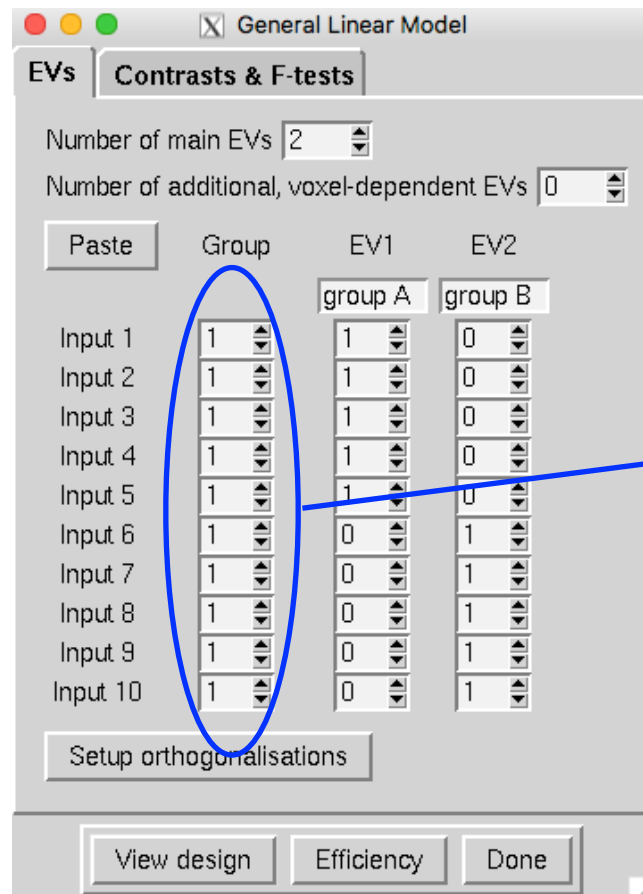 General Linear Model
EVs Contrasts & F-tests
Number of main EVs 2
Number of additional, voxel-dependent EVs 0
Paste Group EV1 EV2
group A group B
Input 1 1 1 0
Input 2 1 1 0
Input 3 1 1 0
Input 4 1 1 0
Input 5 1 1 0
Input 6 1 0 1
Input 7 1 0 1
Input 8 1 0 1
Input 9 1 0 1
Input 10 1 0 1
Setup orthogonalisations
View design Efficiency Done